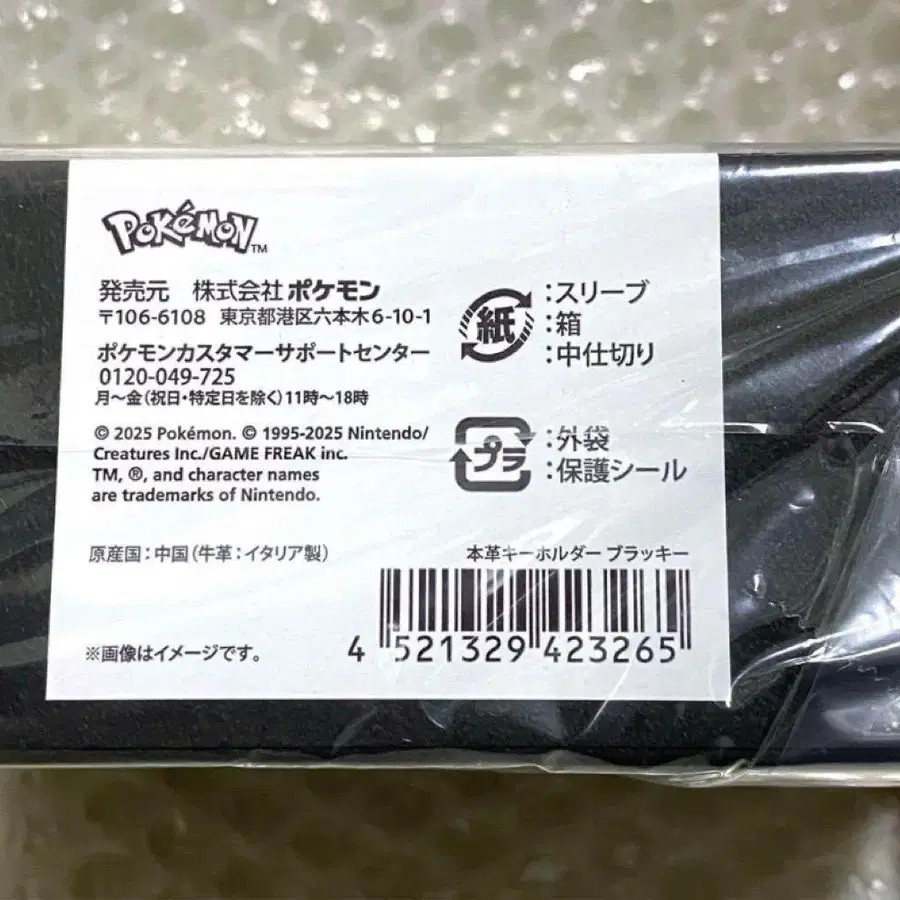 POKéMON™
発売元 株式会社ポケモン
〒106-6108 東京都港区六本木6-10-1
ポケモンカスタマーサポートセンター
0120-049-725
月～金(祝日・特定日を除く)11時～18時
© 2025 Pokémon. © 1995-2025 Nintendo/
Creatures Inc./GAME FREAK inc.
TM, ®, and character names
are trademarks of Nintendo.
原産国：中国(牛革：イタリア製)
※画像はイメージです。
紙
：スリーブ
：箱
：中仕切り
プラ
：外袋
：保護シール
本革キーホルダー ブラッキー
4 521329 423265